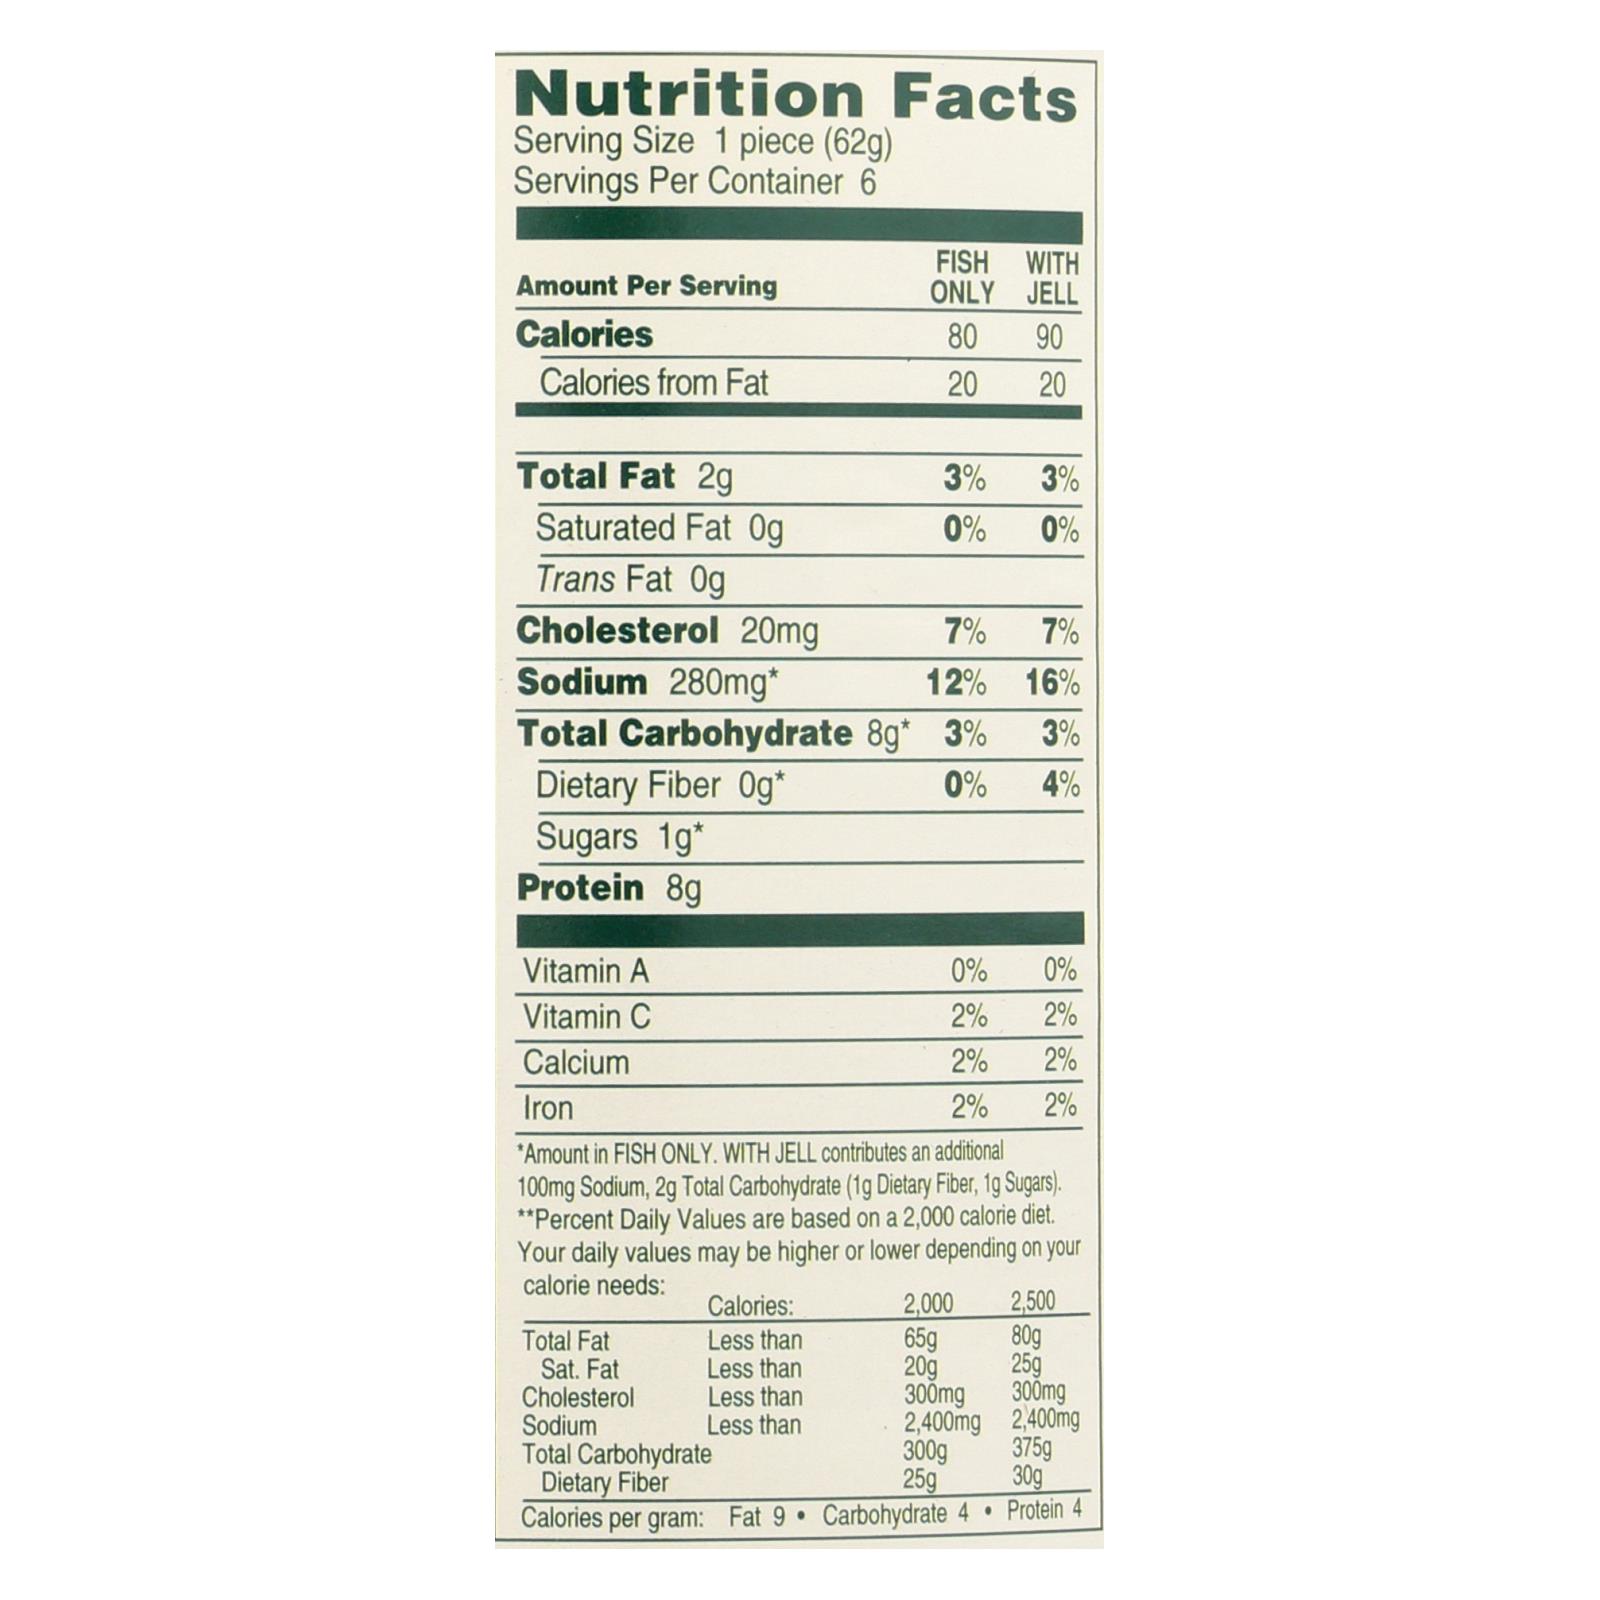 Nutrition Facts
Serving Size 1 piece (62g)
Servings Per Container 6
FISH WITH
Amount Per Serving ONLY JELL
Calories 80 90
Calories from Fat 20 20
Total Fat 2g 3% 3%
Saturated Fat 0g 0% 0%
Trans Fat 0g
Cholesterol 20mg 7% 7%
Sodium 280mg* 12% 16%
Total Carbohydrate 8g* 3% 3%
Dietary Fiber 0g* 0% 4%
Sugars 1g*
Protein 8g
Vitamin A 0% 0%
Vitamin C 2% 2%
Calcium 2% 2%
Iron 2% 2%
*Amount in FISH ONLY. WITH JELL contributes an additional
100mg Sodium, 2g Total Carbohydrate (1g Dietary Fiber, 1g Sugars).
**Percent Daily Values are based on a 2,000 calorie diet.
Your daily values may be higher or lower depending on your
calorie needs:
Calories: 2,000 2,500
Total Fat Less than 65g 80g
Sat. Fat Less than 20g 25g
Cholesterol Less than 300mg 300mg
Sodium Less than 2,400mg 2,400mg
Total Carbohydrate 300g 375g
Dietary Fiber 25g 30g
Calories per gram: Fat 9 • Carbohydrate 4 • Protein 4